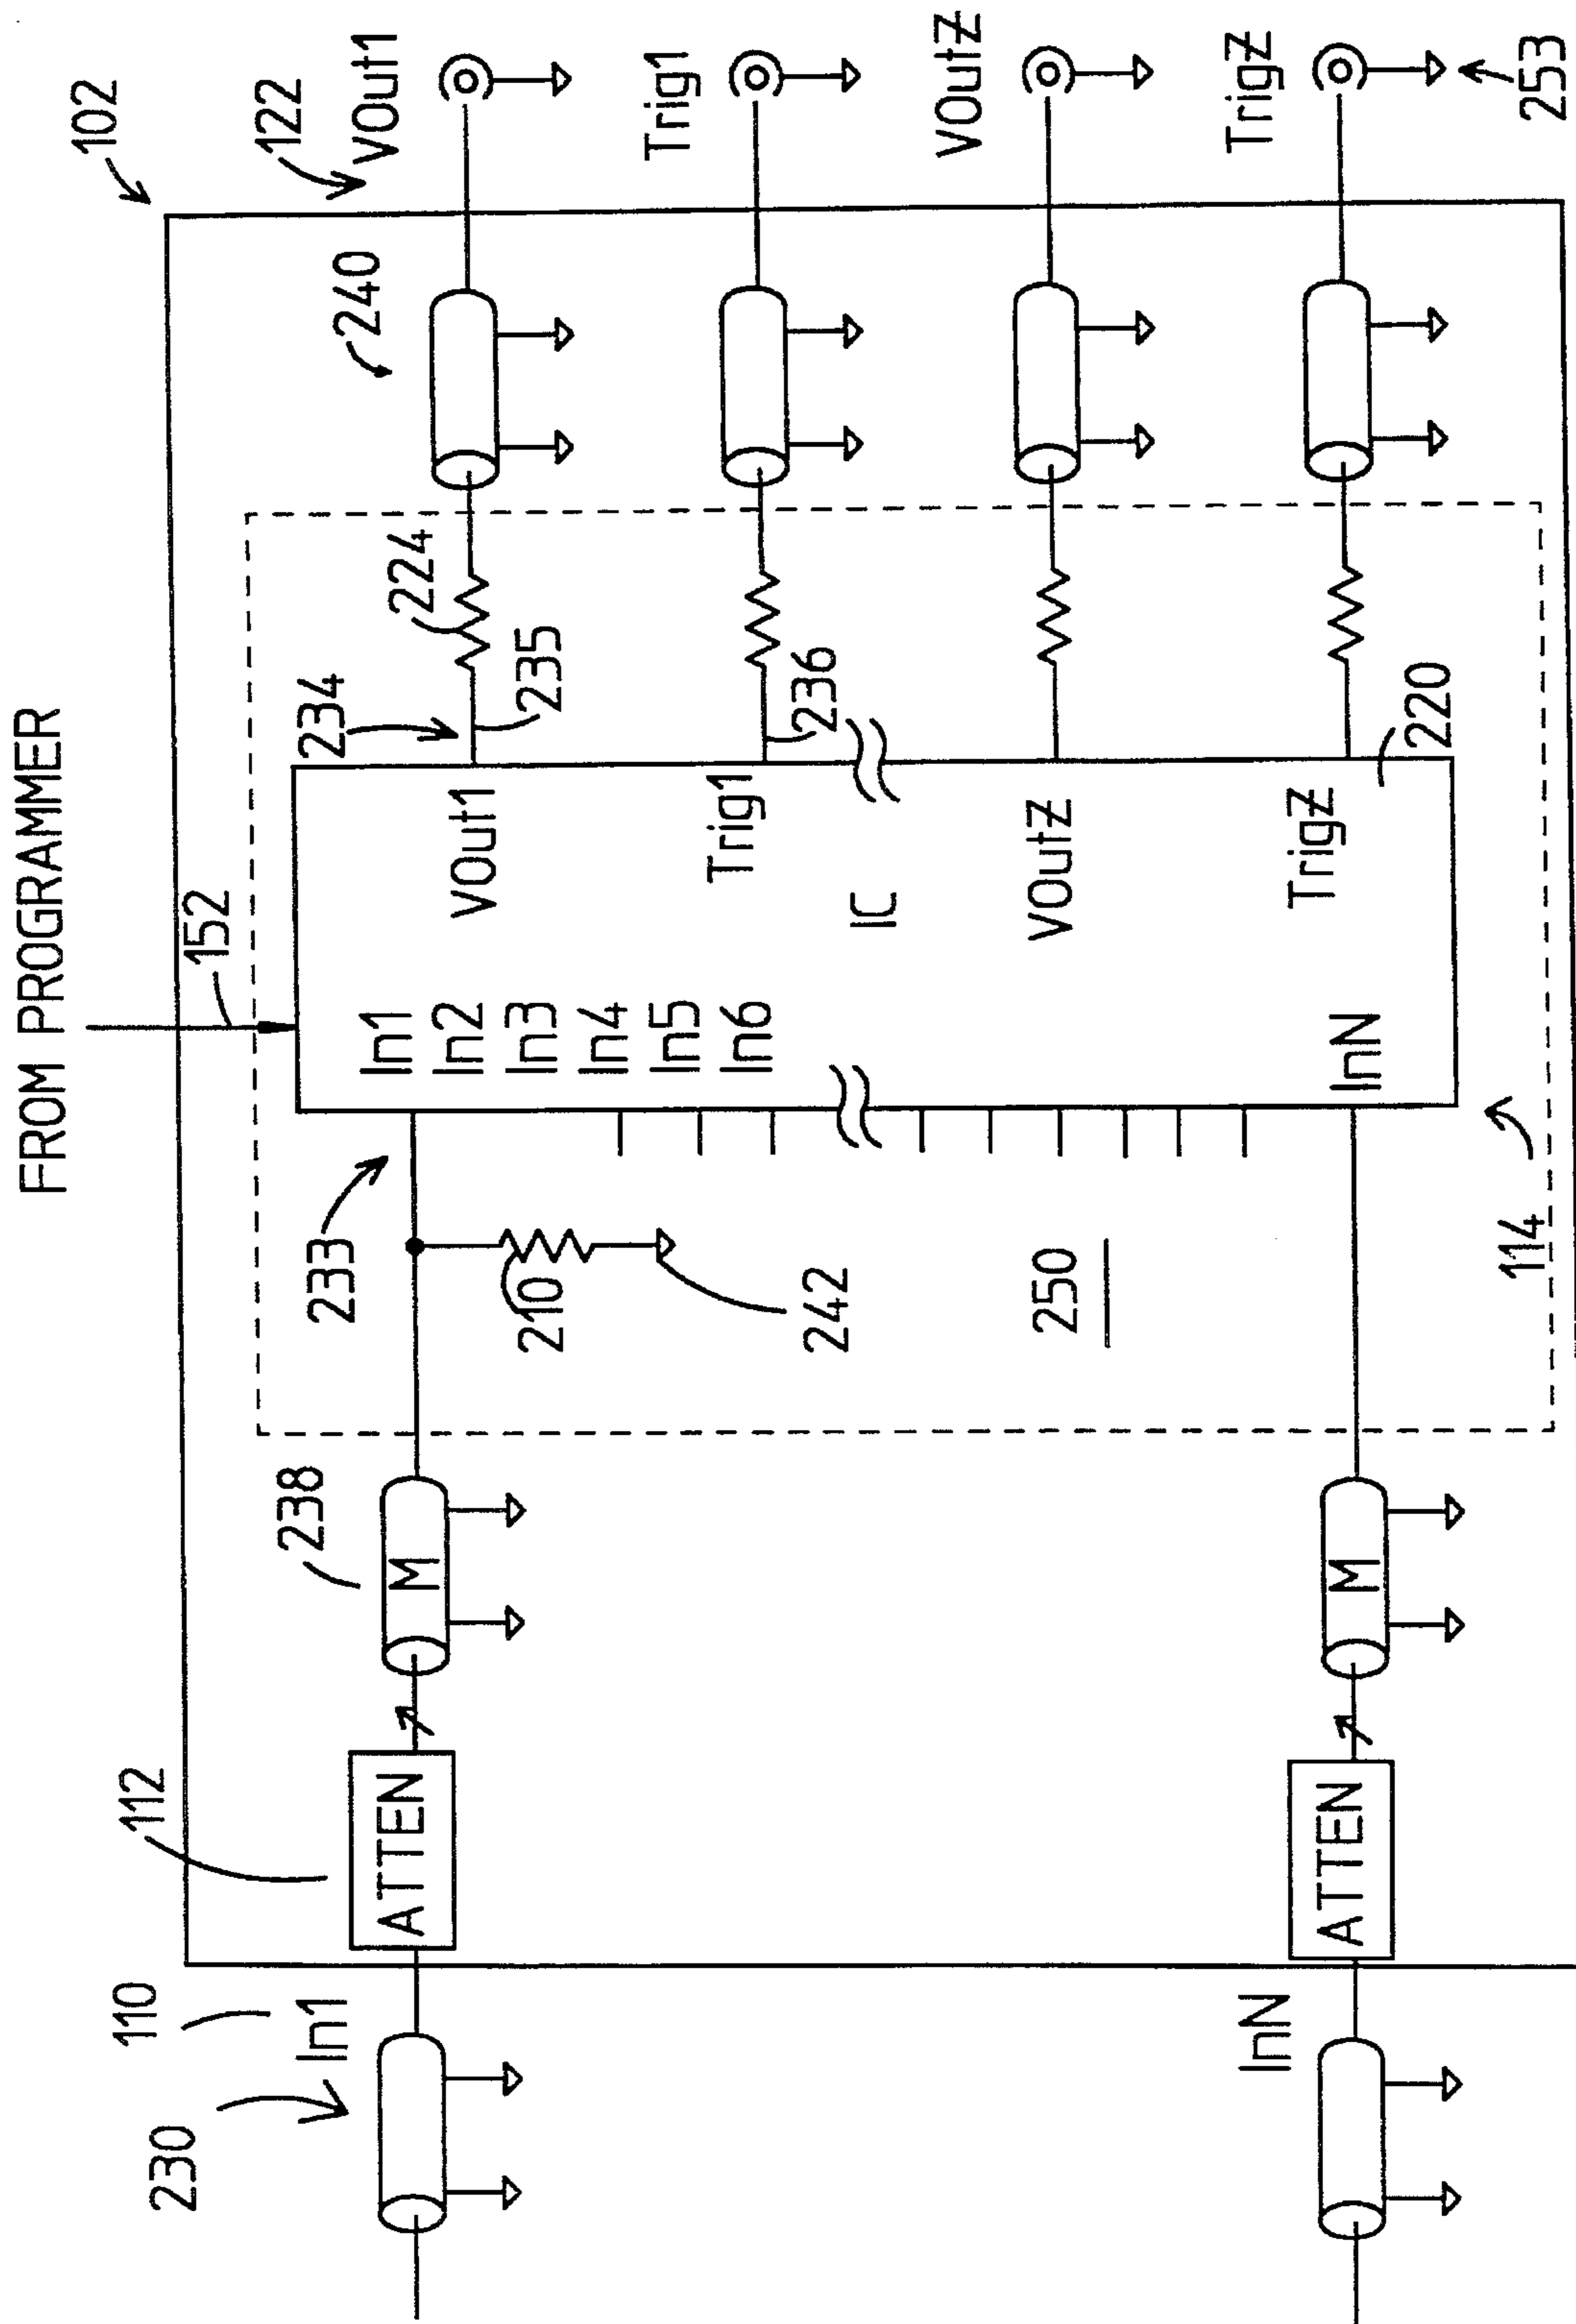 FROM PROGRAMMER
152
102
122
VOut1
240
224
234
235
Trig1
236
VOutZ
TrigZ
253
220
VOut1
Trig1
IC
VOutZ
TrigZ
In1
In2
In3
In4
In5
In6
InN
233
210
242
250
114
238
M
M
112
ATTEN
ATTEN
110
In1
230
InN